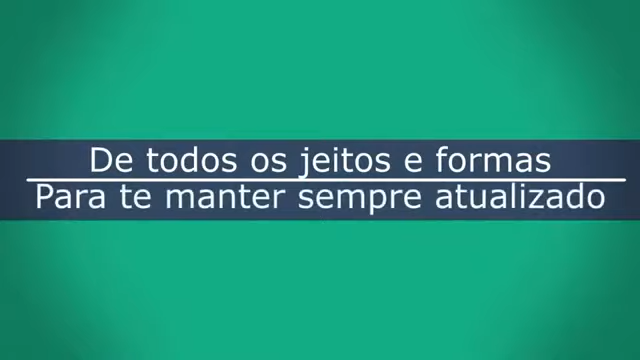 De todos os jeitos e formas
Para te manter sempre atualizado